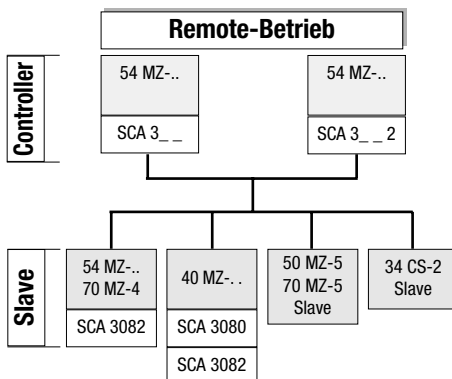 Remote-Betrieb
Controller
54 MZ-..
SCA 3_ _
54 MZ-..
SCA 3_ _ 2
Slave
54 MZ-..
70 MZ-4
SCA 3082
40 MZ-. .
SCA 3080
SCA 3082
50 MZ-5
70 MZ-5
Slave
34 CS-2
Slave